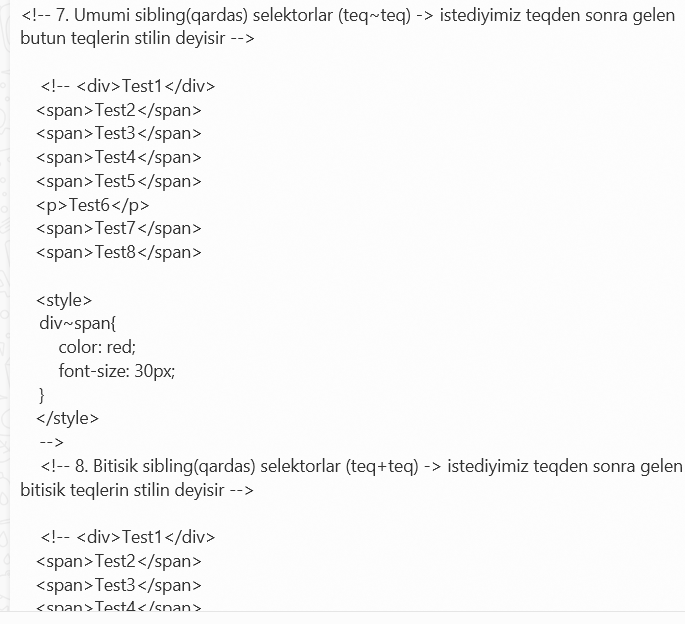 <!-- 7. Umumi sibling(qardas) selektorlar (teq~teq) -> istediyimiz teqden sonra gelen
butun teqlerin stilin deyisir -->
<!-- <div>Test1</div>
<span>Test2</span>
<span>Test3</span>
<span>Test4</span>
<span>Test5</span>
<p>Test6</p>
<span>Test7</span>
<span>Test8</span>
<style>
div~span{
color: red;
font-size: 30px;
}
</style>
-->
<!-- 8. Bitisik sibling(qardas) selektorlar (teq+teq) -> istediyimiz teqden sonra gelen
bitisik teqlerin stilin deyisir -->
<!-- <div>Test1</div>
<span>Test2</span>
<span>Test3</span>
<span>Test4</span>